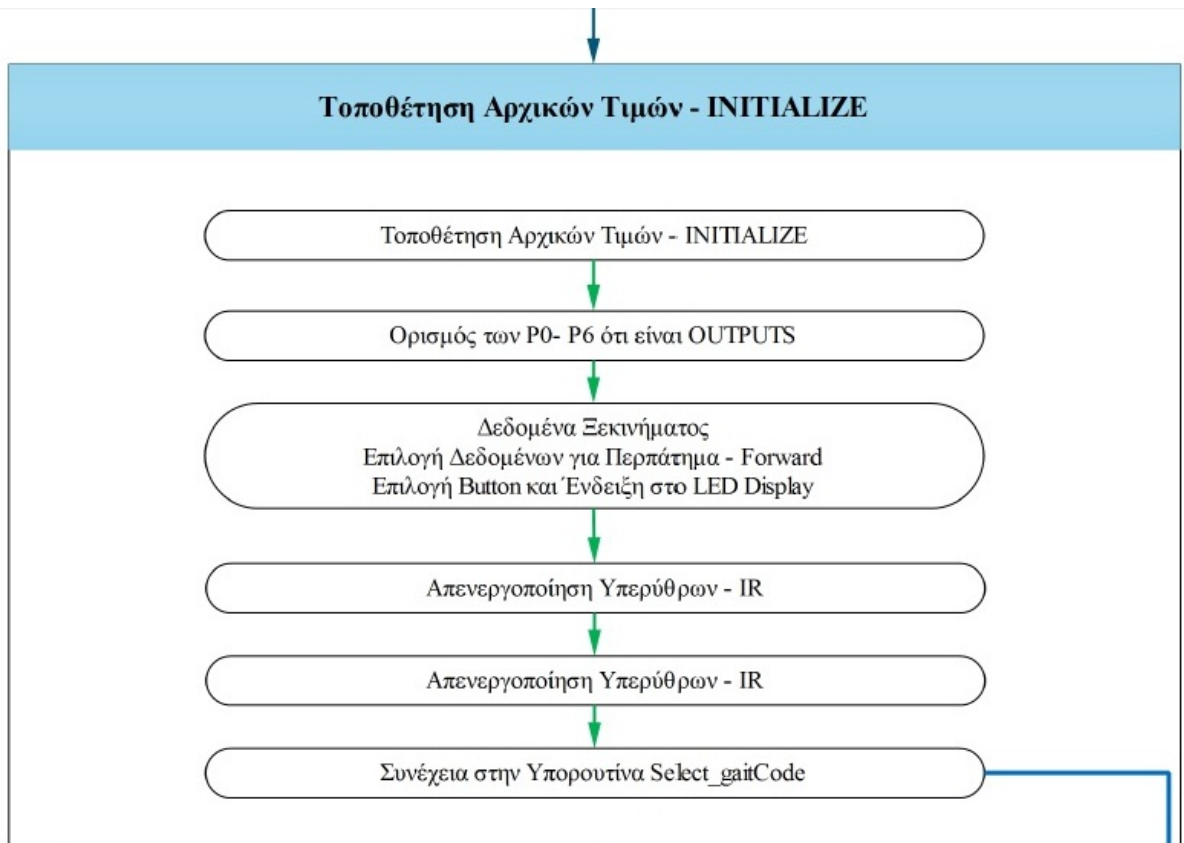 Τοποθέτηση Αρχικών Τιμών - INITIALIZE
Τοποθέτηση Αρχικών Τιμών - INITIALIZE
Ορισμός των P0- P6 ότι είναι OUTPUTS
Δεδομένα Ξεκινήματος
Επιλογή Δεδομένων για Περπάτημα - Forward
Επιλογή Button και Ένδειξη στο LED Display
Απενεργοποίηση Υπερύθρων - IR
Απενεργοποίηση Υπερύθρων - IR
Συνέχεια στην Υπορουτίνα Select_gaitCode